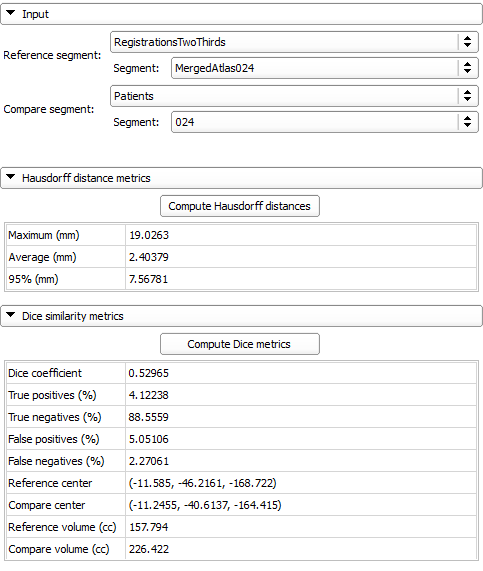 Input
Reference segment:
RegistrationsTwoThirds
Segment: MergedAtlas024
Compare segment:
Patients
Segment: 024
Hausdorff distance metrics
Compute Hausdorff distances
Maximum (mm) 19.0263
Average (mm) 2.40379
95% (mm) 7.56781
Dice similarity metrics
Compute Dice metrics
Dice coefficient 0.52965
True positives (%) 4.12238
True negatives (%) 88.5559
False positives (%) 5.05106
False negatives (%) 2.27061
Reference center (-11.585, -46.2161, -168.722)
Compare center (-11.2455, -40.6137, -164.415)
Reference volume (cc) 157.794
Compare volume (cc) 226.422